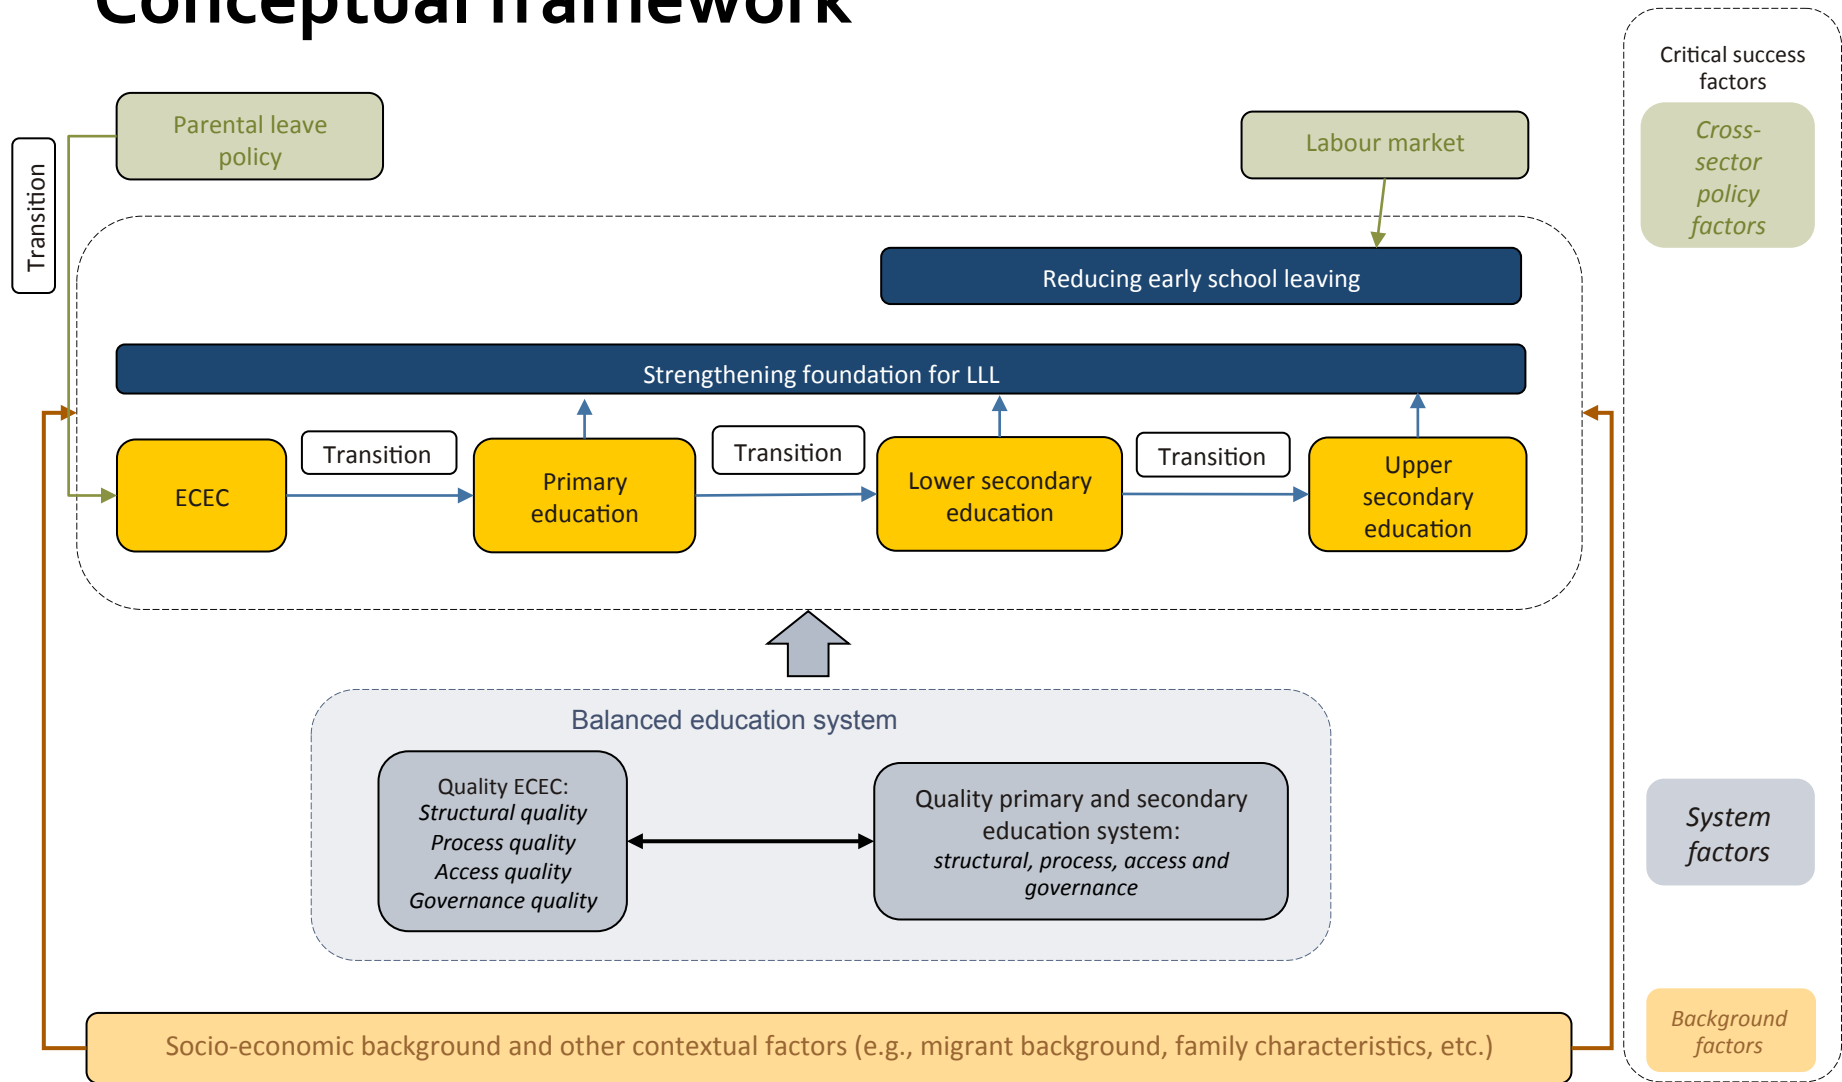 Conceptual framework
Critical success
factors
Parental leave
policy
Labour market
Cross-
sector
policy
factors
Transition
Reducing early school leaving
Strengthening foundation for LLL
ECEC
Transition
Primary
education
Transition
Lower secondary
education
Transition
Upper
secondary
education
Balanced education system
Quality ECEC:
Structural quality
Process quality
Access quality
Governance quality
Quality primary and secondary
education system:
structural, process, access and
governance
System
factors
Socio-economic background and other contextual factors (e.g., migrant background, family characteristics, etc.)
Background
factors